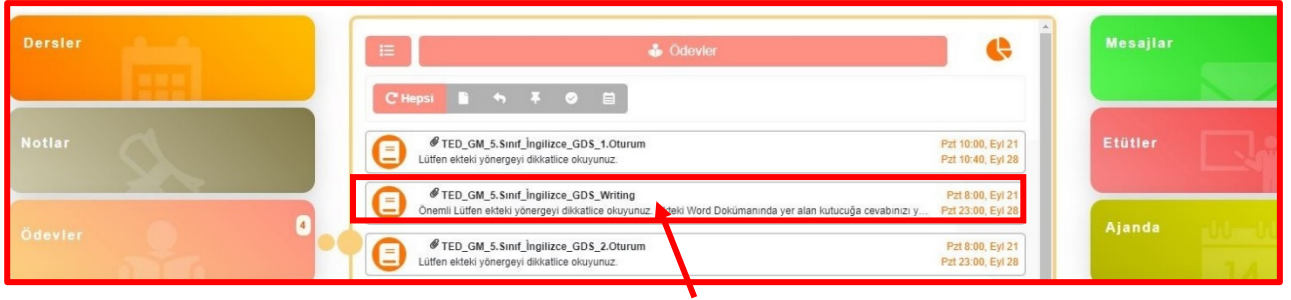 Dersler
Notlar
Ödevler
4
Ödevler
Hepsi
TED_GM_5.Sınıf_İngilizce_GDS_1.Oturum
Pzt 10:00, Eyl 21
Lütfen ekteki yönergeyi dikkatlice okuyunuz.
Pzt 10:40, Eyl 28
TED_GM_5.Sınıf_İngilizce_GDS_Writing
Pzt 8:00, Eyl 21
Önemli Lütfen ekteki yönergeyi dikkatlice okuyunuz. Ekteki Word Dokümanında yer alan kutucuğa cevabınızı y...
Pzt 23:00, Eyl 28
TED_GM_5.Sınıf_İngilizce_GDS_2.Oturum
Pzt 8:00, Eyl 21
Lütfen ekteki yönergeyi dikkatlice okuyunuz.
Pzt 23:00, Eyl 28
Mesajlar
Etütler
Ajanda
14